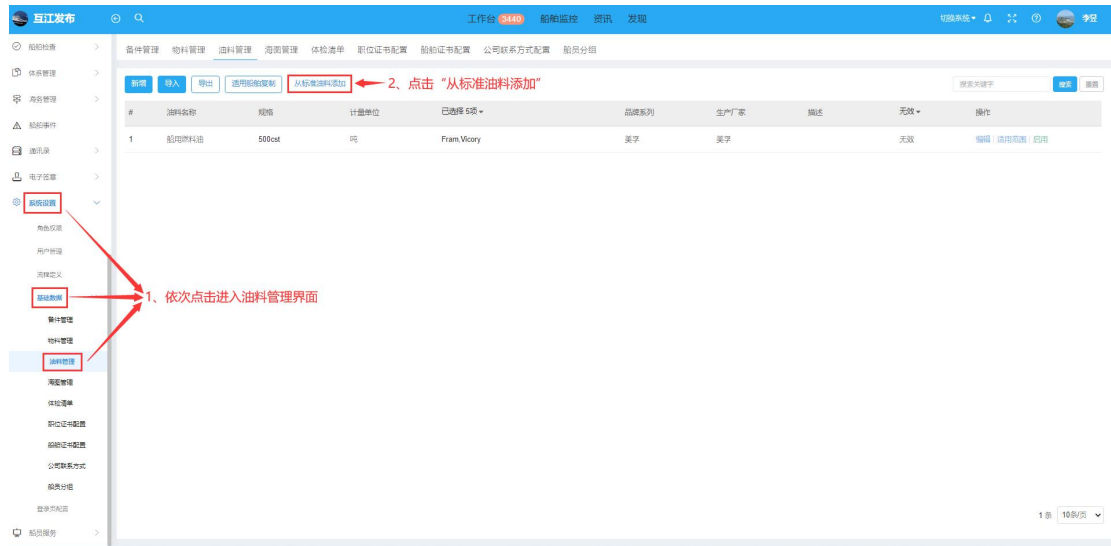 互江发布
工作台 3440 船舶监控 资讯 发现
切换系统 李昱
船舶检查
体系管理
海务管理
船舶事件
通讯录
电子签章
系统设置
角色权限
用户管理
流程定义
基础数据
备件管理
物料管理
油料管理
海图管理
体检清单
职位证书配置
船舶证书配置
公司联系方式
船员分组
登录页配置
船员服务
备件管理 物料管理 油料管理 海图管理 体检清单 职位证书配置 船舶证书配置 公司联系方式配置 船员分组
新增 导入 导出 适用船舶复制 从标准油料添加 2、点击“从标准油料添加” 搜索关键字 搜索 重置
# 油料名称 规格 计量单位 已选择 5项 品牌系列 生产厂家 描述 无效 操作
1 船用燃料油 500cst 吨 Fram,Vicory 美孚 美孚 无效 编辑 | 适用范围 | 启用
1、依次点击进入油料管理界面
1 条 10条/页